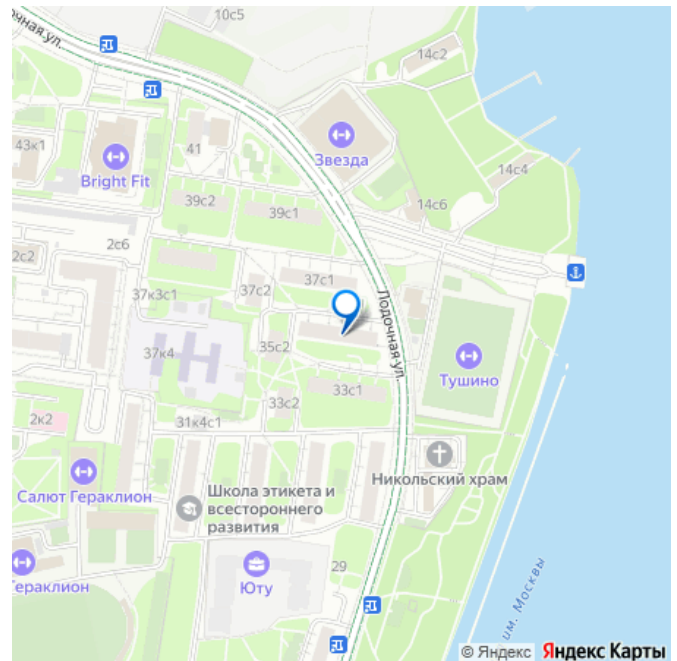 10с5
Лодочная ул.
14с2
43к1
Bright Fit
41
Звезда
14с4
14с6
39с2
39с1
2с6
2с2
37с1
37с2
37к3с1
Лодочная ул.
37к4
35с2
Тушино
33с1
33с2
2к2
31к4с1
Никольский храм
Салют Гераклион
Школа этикета и
всестороннего
развития
Гераклион
Юту
29
им. Москвы
© Яндекс Яндекс Карты